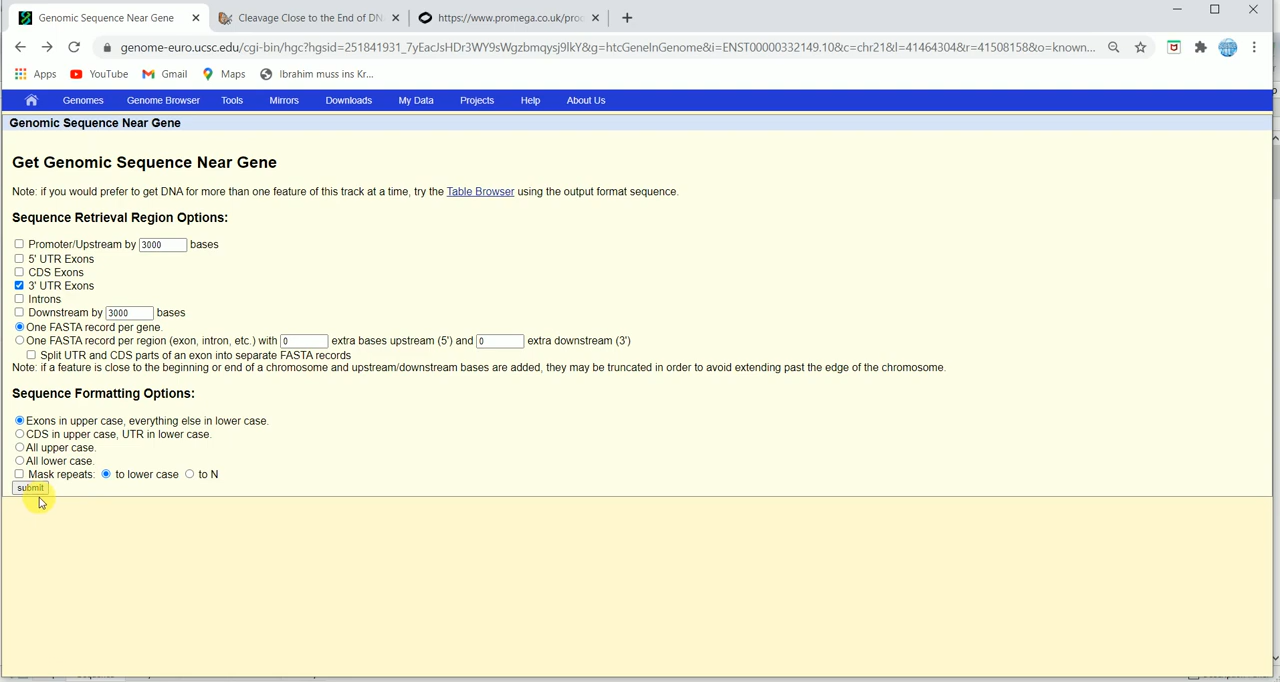 Genomic Sequence Near Gene
Cleavage Close to the End of DN
https://www.promega.co.uk/proc
genome-euro.ucsc.edu/cgi-bin/hgc?hgsid=251841931_7yEacJsHDr3WY9sWgzbmqysj9lkY&g=htcGeneInGenome&i=ENST00000332149.10&c=chr21&l=41464304&r=41508158&o=known...
Apps YouTube Gmail Maps Ibrahim muss ins Kr...
Genomes Genome Browser Tools Mirrors Downloads My Data Projects Help About Us
Genomic Sequence Near Gene
Get Genomic Sequence Near Gene
Note: if you would prefer to get DNA for more than one feature of this track at a time, try the Table Browser using the output format sequence.
Sequence Retrieval Region Options:
Promoter/Upstream by 3000 bases
5' UTR Exons
CDS Exons
3' UTR Exons
Introns
Downstream by 3000 bases
One FASTA record per gene.
One FASTA record per region (exon, intron, etc.) with 0 extra bases upstream (5') and 0 extra downstream (3')
Split UTR and CDS parts of an exon into separate FASTA records
Note: if a feature is close to the beginning or end of a chromosome and upstream/downstream bases are added, they may be truncated in order to avoid extending past the edge of the chromosome.
Sequence Formatting Options:
Exons in upper case, everything else in lower case.
CDS in upper case, UTR in lower case.
All upper case.
All lower case.
Mask repeats: to lower case to N
submit